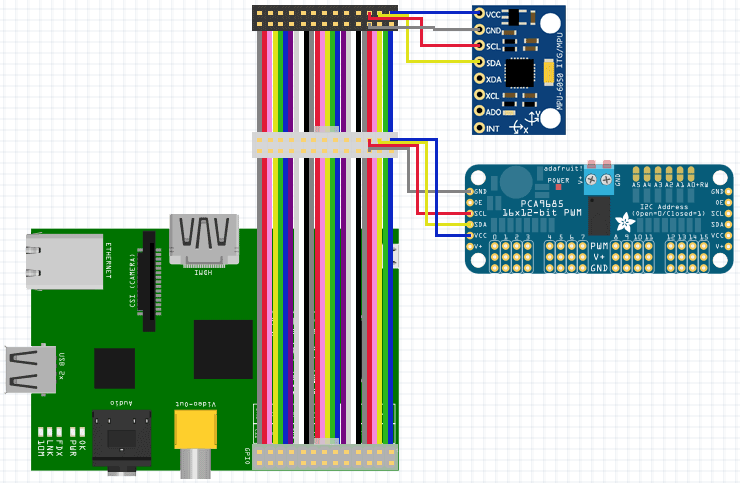 VCC
GND
SCL
SDA
XDA
XCL
ADO
INT
MPU-6050 ITG/MPU
Y
X
adafruit!
POWER
V+
GND
A5 A4 A3 A2 A1 A0+RW
PCA9685
16x12-bit PWM
I2C Address
(Open=0/Closed=1)
GND
OE
SCL
SDA
VCC
V+
GND
OE
SCL
SDA
VCC
V+
0 1 2 3
4 5 6 7
8 9 10 11
12 13 14 15
PWM
V+
GND
ETHERNET
CSI (CAMERA)
HDMI
USB 2x
Audio
Video-Out
10M
LNK
FDX
PWR
OK
GPIO